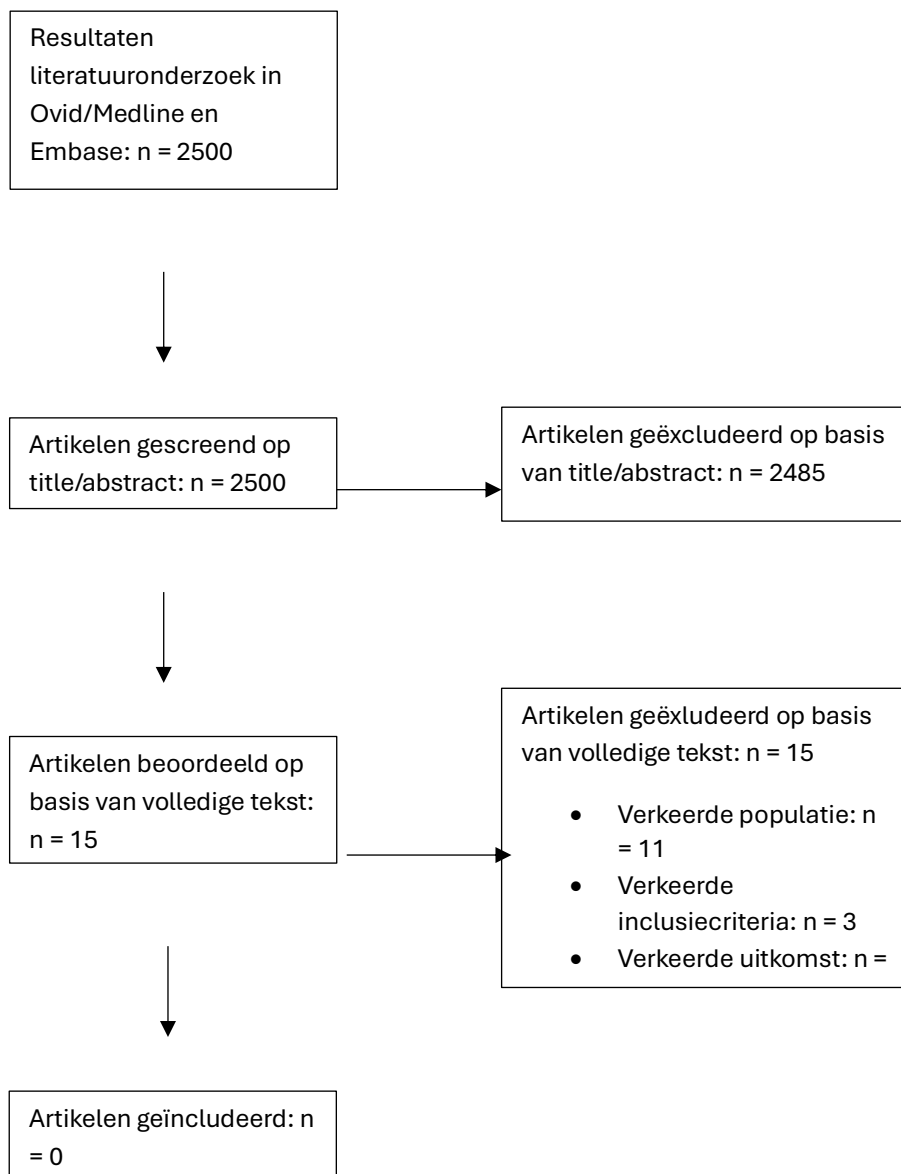 Resultaten
literatuuronderzoek in
Ovid/Medline en
Embase: n = 2500
Artikelen gescreend op
title/abstract: n = 2500
Artikelen geëxcludeerd op basis
van title/abstract: n = 2485
Artikelen beoordeeld op
basis van volledige tekst:
n = 15
Artikelen geëxludeerd op basis
van volledige tekst: n = 15
• Verkeerde populatie: n
= 11
• Verkeerde
inclusiecriteria: n = 3
• Verkeerde uitkomst: n =
Artikelen geïncludeerd: n
= 0